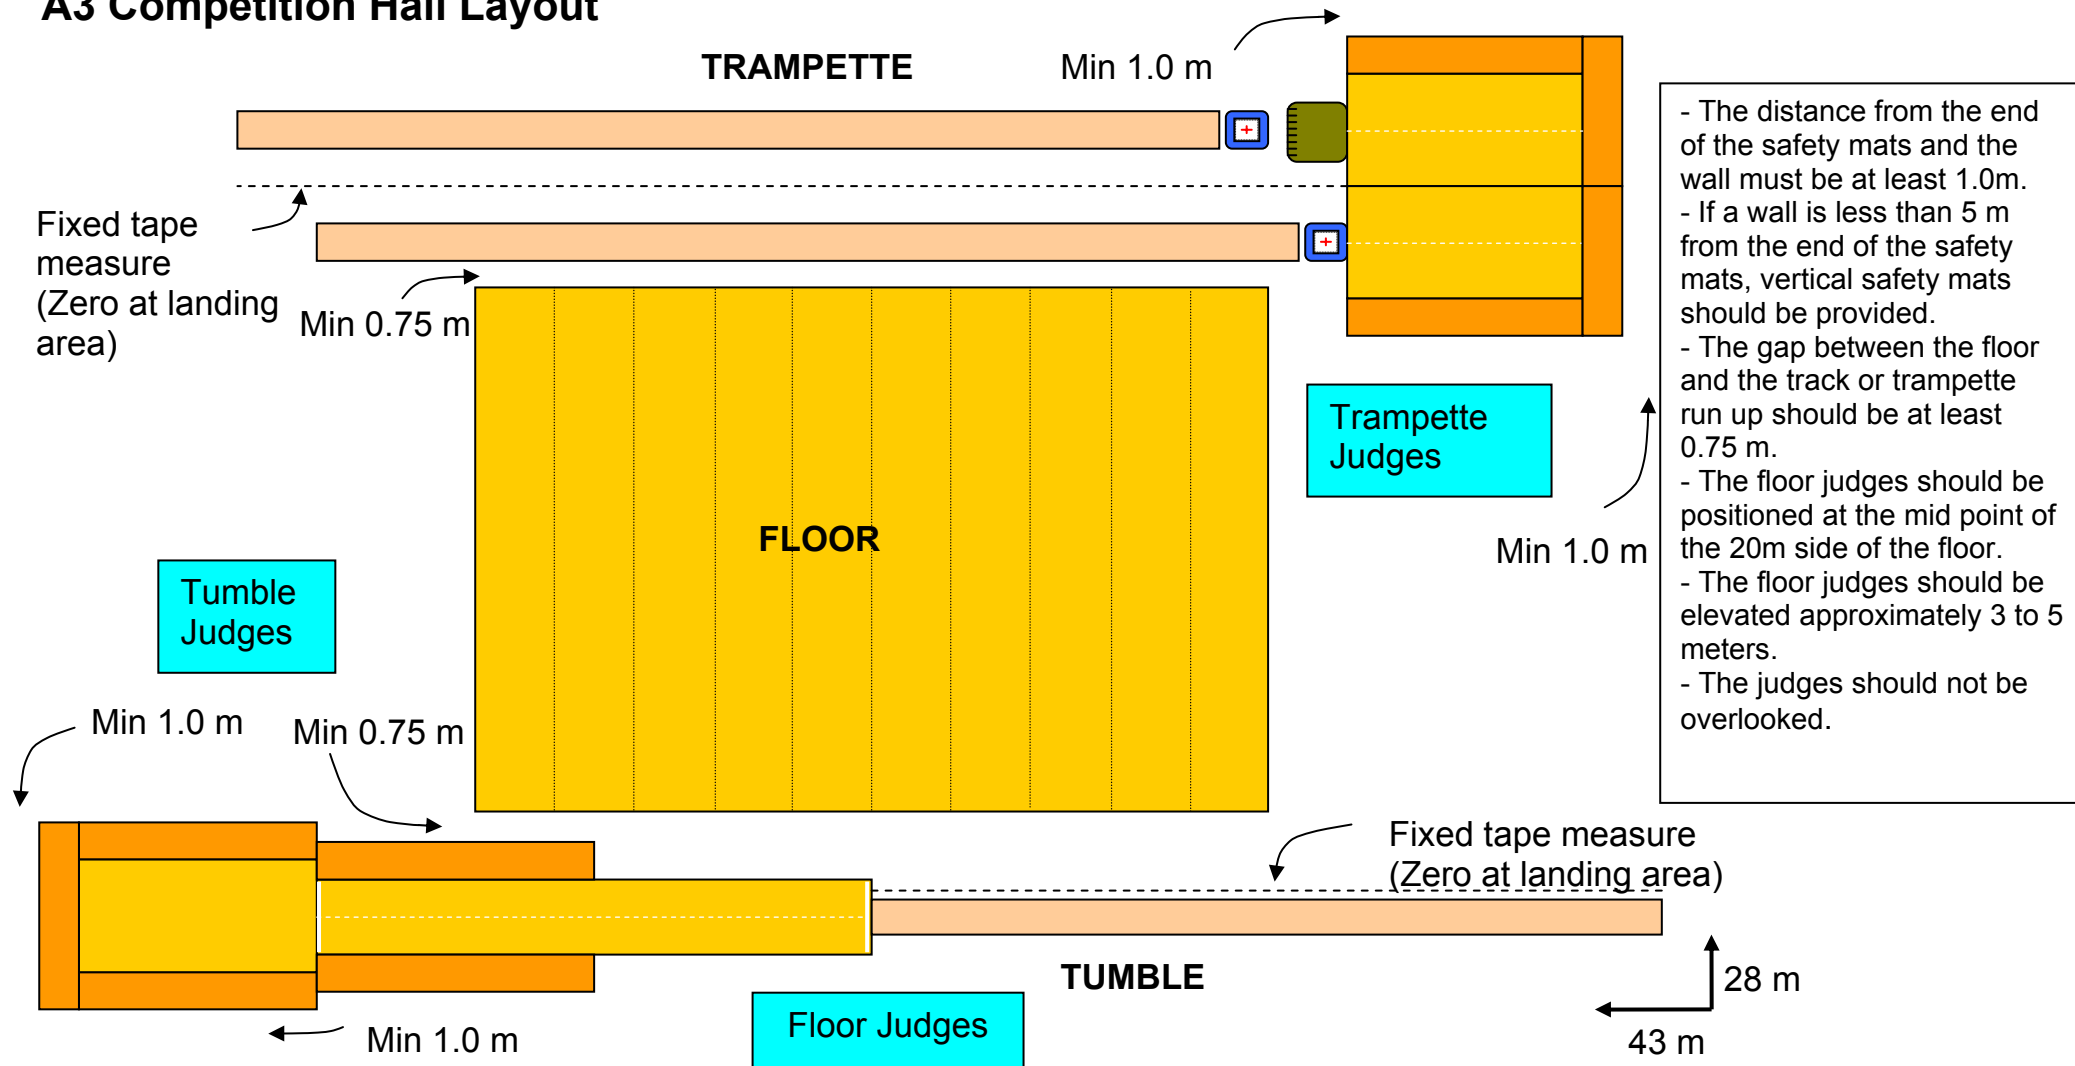 A3 Competition Hall Layout
TRAMPETTE
Min 1.0 m
Fixed tape
measure
(Zero at landing
area)
Min 0.75 m
- The distance from the end
of the safety mats and the
wall must be at least 1.0m.
- If a wall is less than 5 m
from the end of the safety
mats, vertical safety mats
should be provided.
- The gap between the floor
and the track or trampette
run up should be at least
0.75 m.
- The floor judges should be
positioned at the mid point of
the 20m side of the floor.
- The floor judges should be
elevated approximately 3 to 5
meters.
- The judges should not be
overlooked.
Trampette
Judges
FLOOR
Min 1.0 m
Tumble
Judges
Min 1.0 m
Min 0.75 m
Fixed tape measure
(Zero at landing area)
TUMBLE
28 m
43 m
Floor Judges
Min 1.0 m